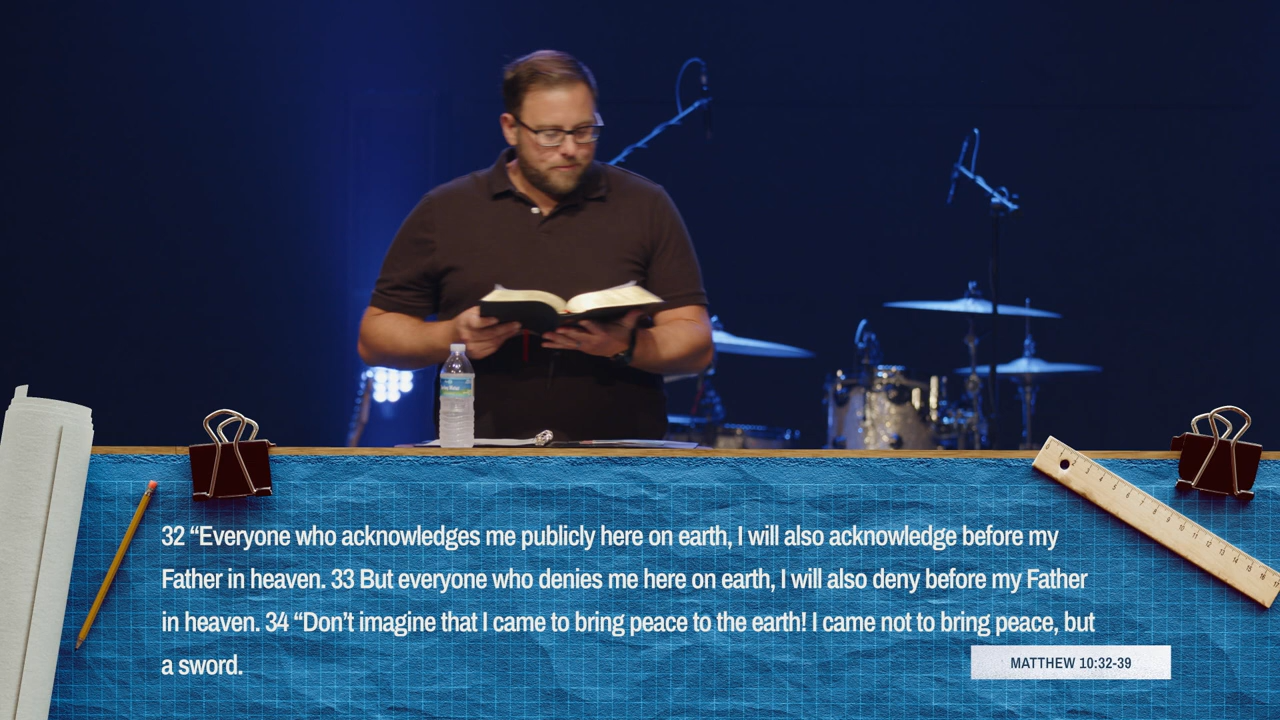 32 “Everyone who acknowledges me publicly here on earth, I will also acknowledge before my
Father in heaven. 33 But everyone who denies me here on earth, I will also deny before my Father
in heaven. 34 “Don’t imagine that I came to bring peace to the earth! I came not to bring peace, but
a sword.
MATTHEW 10:32-39